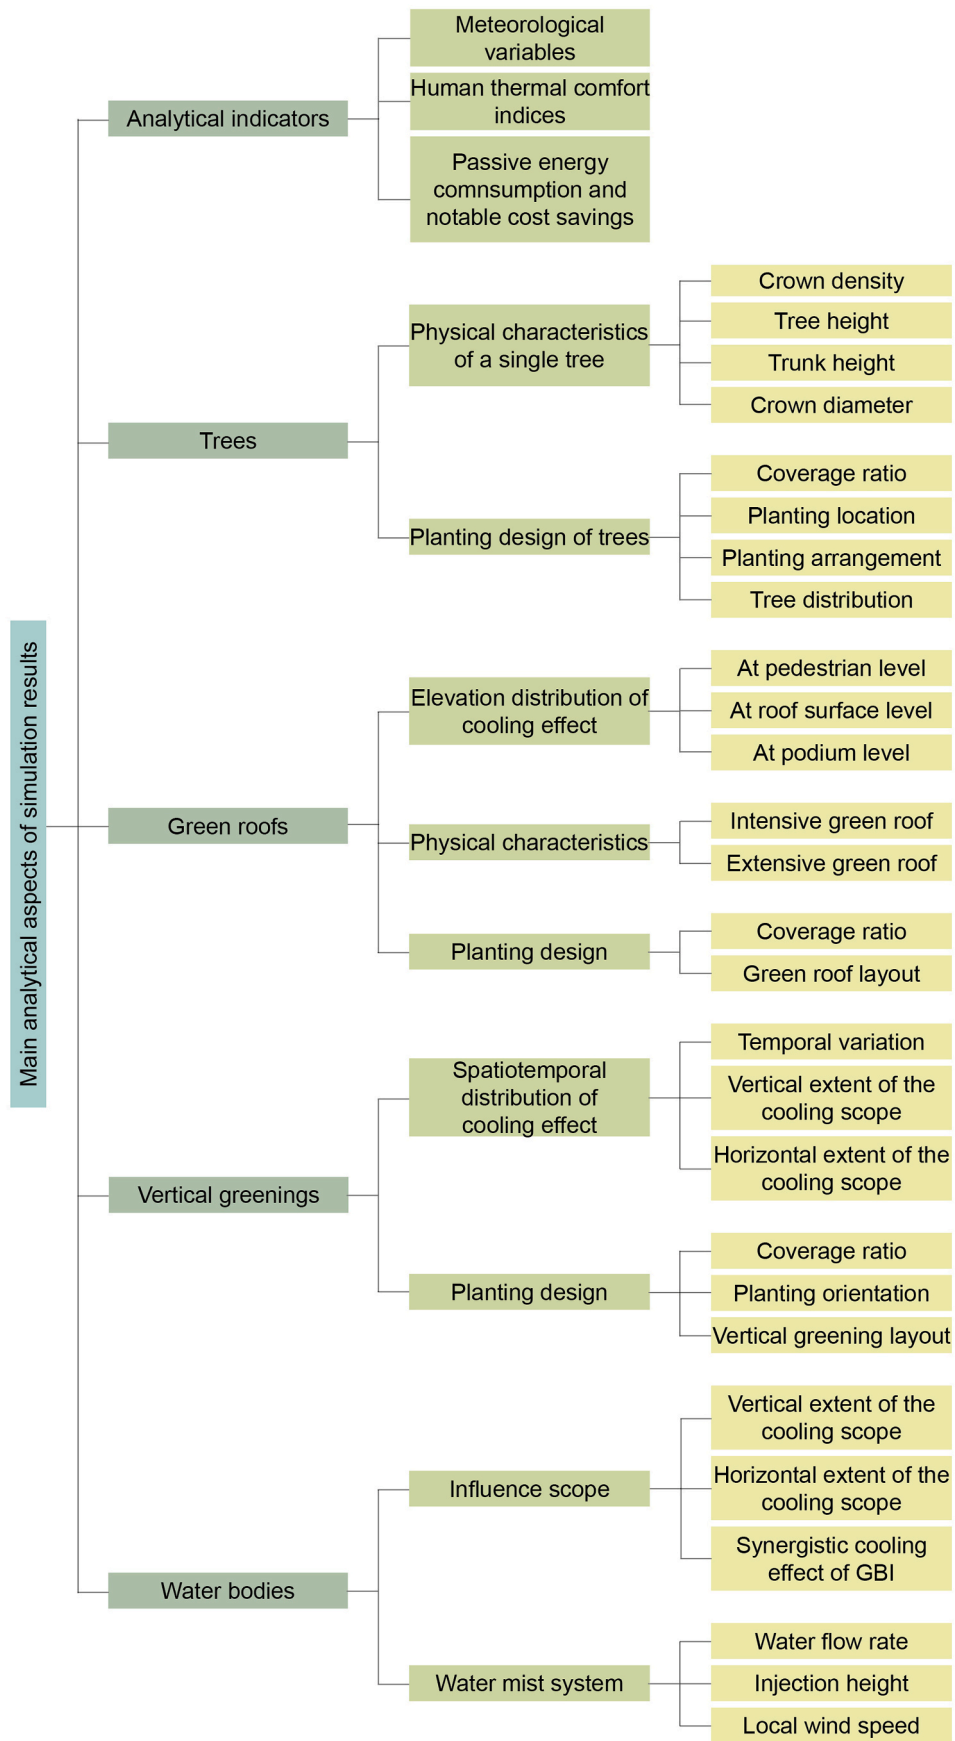 Main analytical aspects of simulation results
Analytical indicators
Meteorological
variables
Human thermal comfort
indices
Passive energy
comnsumption and
notable cost savings
Trees
Physical characteristics
of a single tree
Crown density
Tree height
Trunk height
Crown diameter
Planting design of trees
Coverage ratio
Planting location
Planting arrangement
Tree distribution
Green roofs
Elevation distribution of
cooling effect
At pedestrian level
At roof surface level
At podium level
Physical characteristics
Intensive green roof
Extensive green roof
Planting design
Coverage ratio
Green roof layout
Vertical greenings
Spatiotemporal
distribution of
cooling effect
Temporal variation
Vertical extent of the
cooling scope
Horizontal extent of the
cooling scope
Planting design
Coverage ratio
Planting orientation
Vertical greening layout
Water bodies
Influence scope
Vertical extent of the
cooling scope
Horizontal extent of the
cooling scope
Synergistic cooling
effect of GBI
Water mist system
Water flow rate
Injection height
Local wind speed